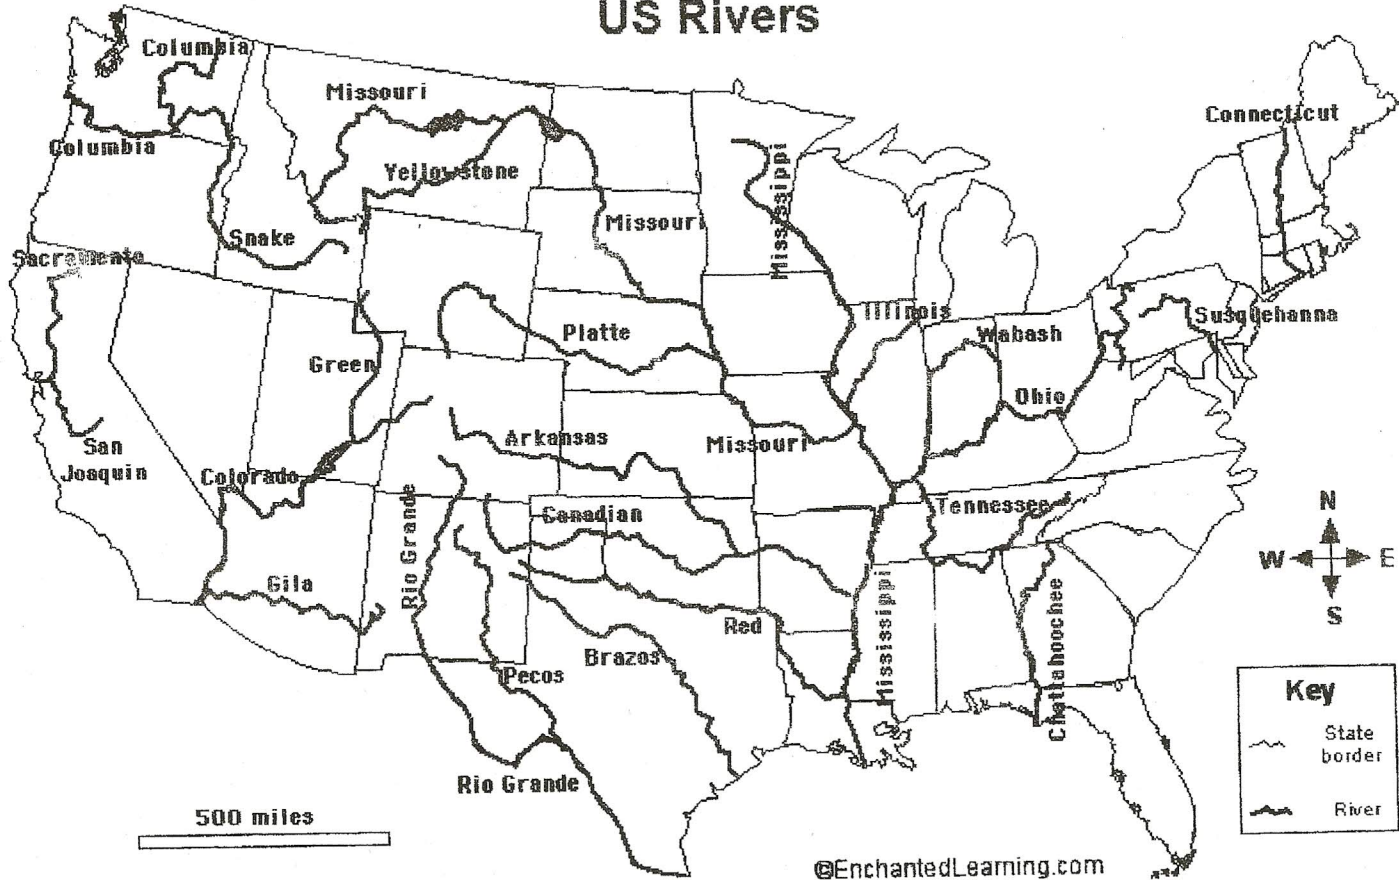 US Rivers
Columbia
Missouri
Connecticut
Columbia
Yellowstone
Mississippi
Missouri
Snake
Sacramento
Illinois
Susquehanna
Platte
Wabash
Green
Ohio
Arkansas
Missouri
San
Joaquin
Colorado
Rio Grande
Canadian
Tennessee
N
W
E
S
Gila
Red
Mississippi
Chattahoochee
Brazos
Pecos
Rio Grande
Key
State
border
River
500 miles
©EnchantedLearning.com